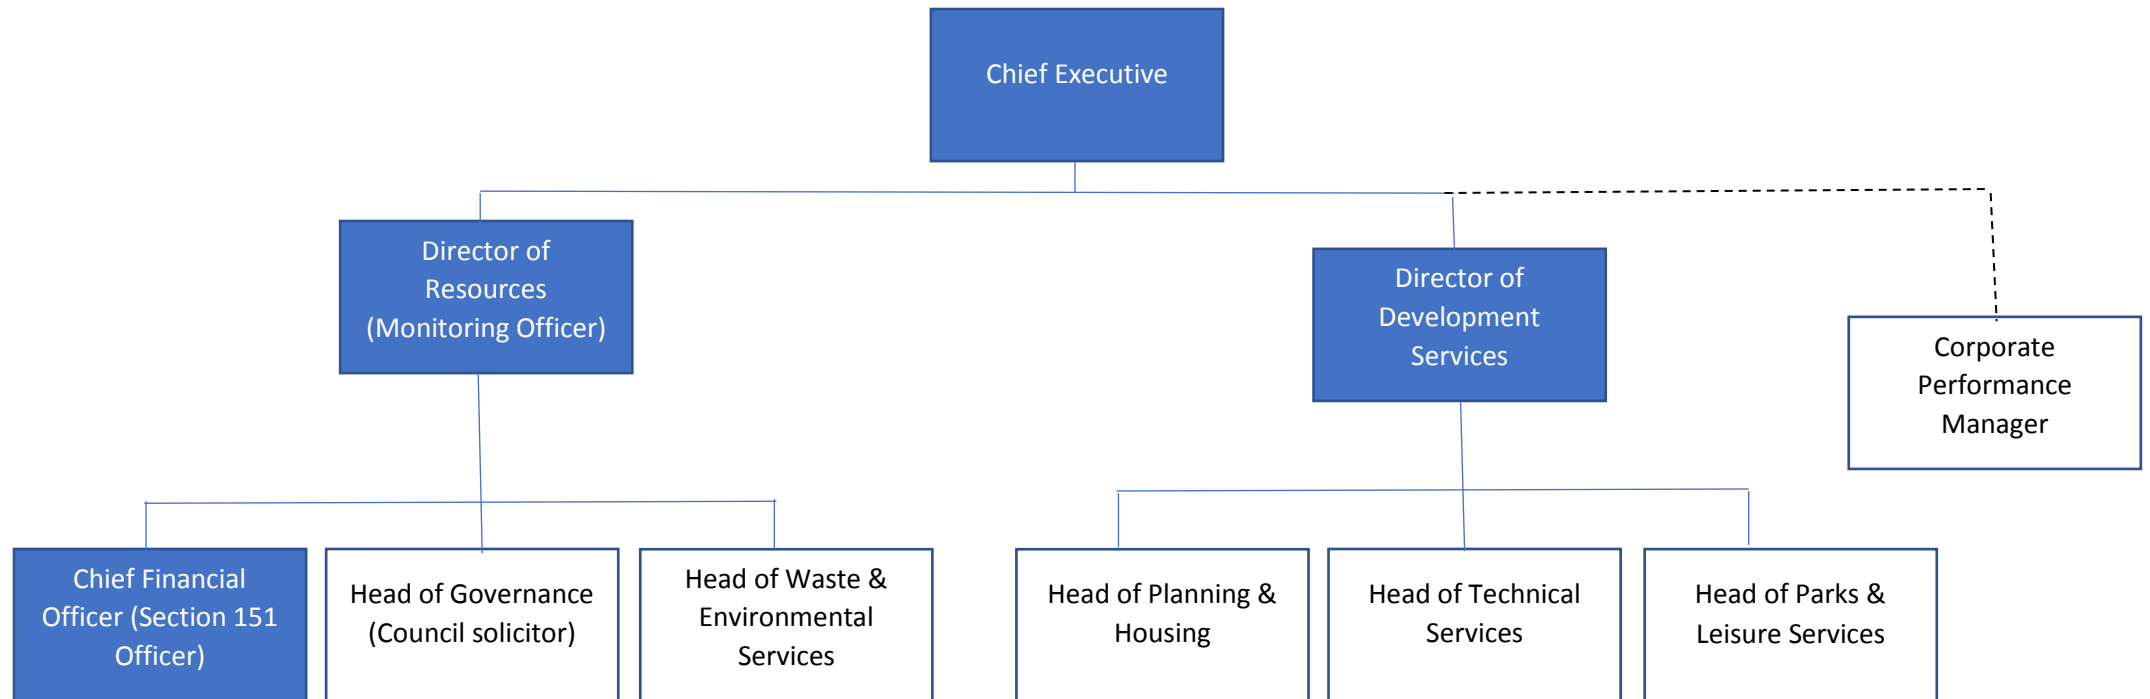 Chief Executive
Director of
Resources
(Monitoring Officer)
Director of
Development
Services
Corporate
Performance
Manager
Chief Financial
Officer (Section 151
Officer)
Head of Governance
(Council solicitor)
Head of Waste &
Environmental
Services
Head of Planning &
Housing
Head of Technical
Services
Head of Parks &
Leisure Services